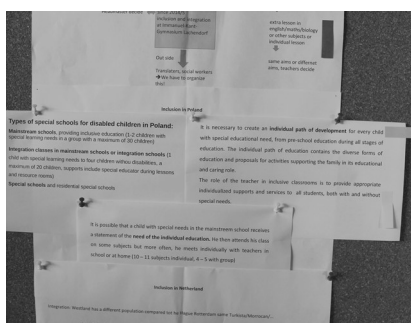 Inclusion and Integration
at Immanuel-Kant-
Gymnasium
Out side:
Translators, social workers
→ We have to organize
this!
extra lesson in
english/maths/biology
or other subjects or
individual lesson
same aims or different
aims, teachers decide
Inclusion in Poland
Types of special schools for disabled children in Poland:
Mainstream schools, providing inclusive education (1-2 children with
special learning needs in a group with a maximum of 20 children)
Integration classes in mainstream schools or integration schools (1
child with special learning needs to four children without disabilities, a
maximum of 20 children, supports include special educator during lessons
and resource rooms)
Special schools and residential special schools
It is necessary to create an individual path of development for every child
with special educational need, from pre-school education during all stages of
education. The individual path of education contains the diverse forms of
education and proposals for activities supporting the family in its educational
and caring role.
The role of the teacher in inclusive classrooms is to provide appropriate
individualized supports and services to all students, both with and without
special needs.
It is possible that a child with special needs in the mainstream school receives
a statement of the need of the individual education. He then attends his class
on some subjects but more often, he meets individually with teachers in
school or at home (10 – 11 subjects individual, 4 – 5 with group)
Inclusion in Netherland
Integration: Westland has a different population compared to